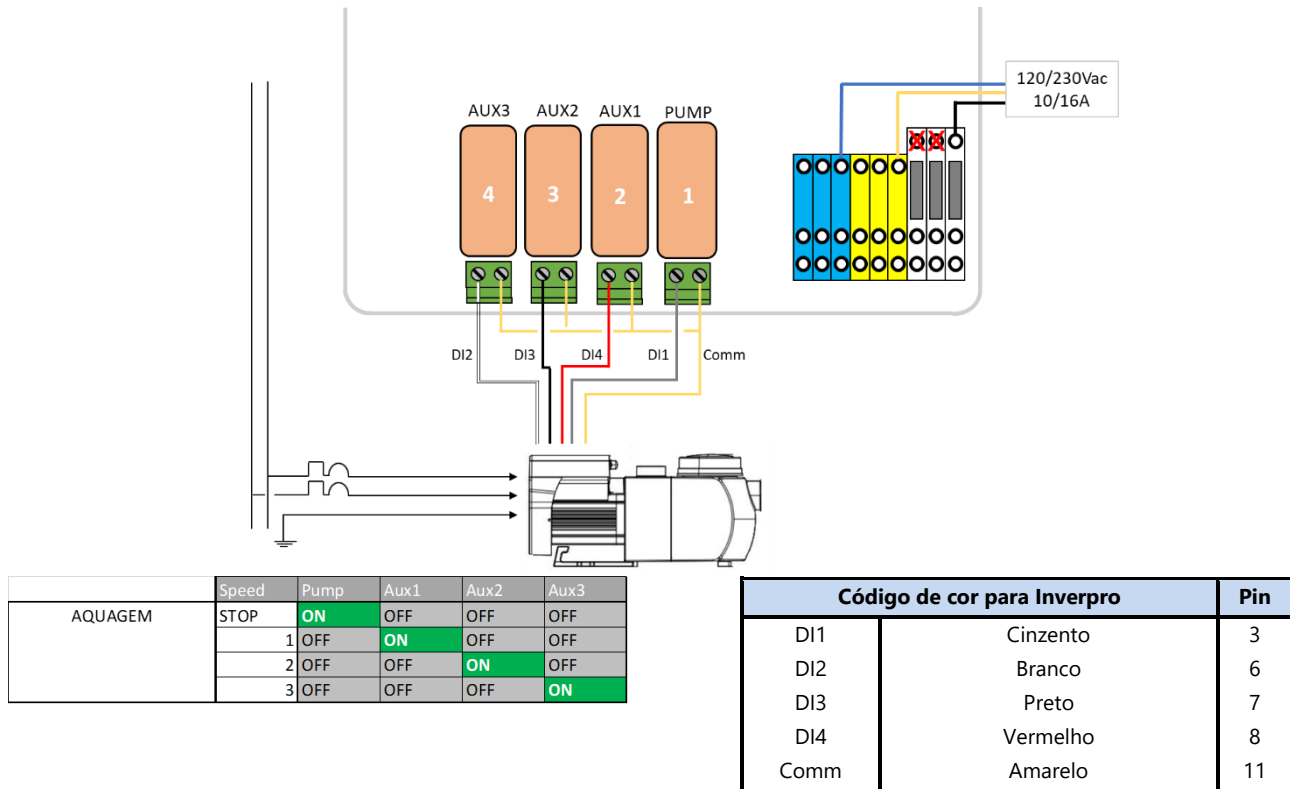 120/230Vac
10/16A
AUX3 AUX2 AUX1 PUMP
4 3 2 1
DI2 DI3 DI4 DI1 Comm
Speed Pump Aux1 Aux2 Aux3
AQUAGEM STOP ON OFF OFF OFF
1 OFF ON OFF OFF
2 OFF OFF ON OFF
3 OFF OFF OFF ON
Código de cor para Inverpro Pin
DI1 Cinzento 3
DI2 Branco 6
DI3 Preto 7
DI4 Vermelho 8
Comm Amarelo 11